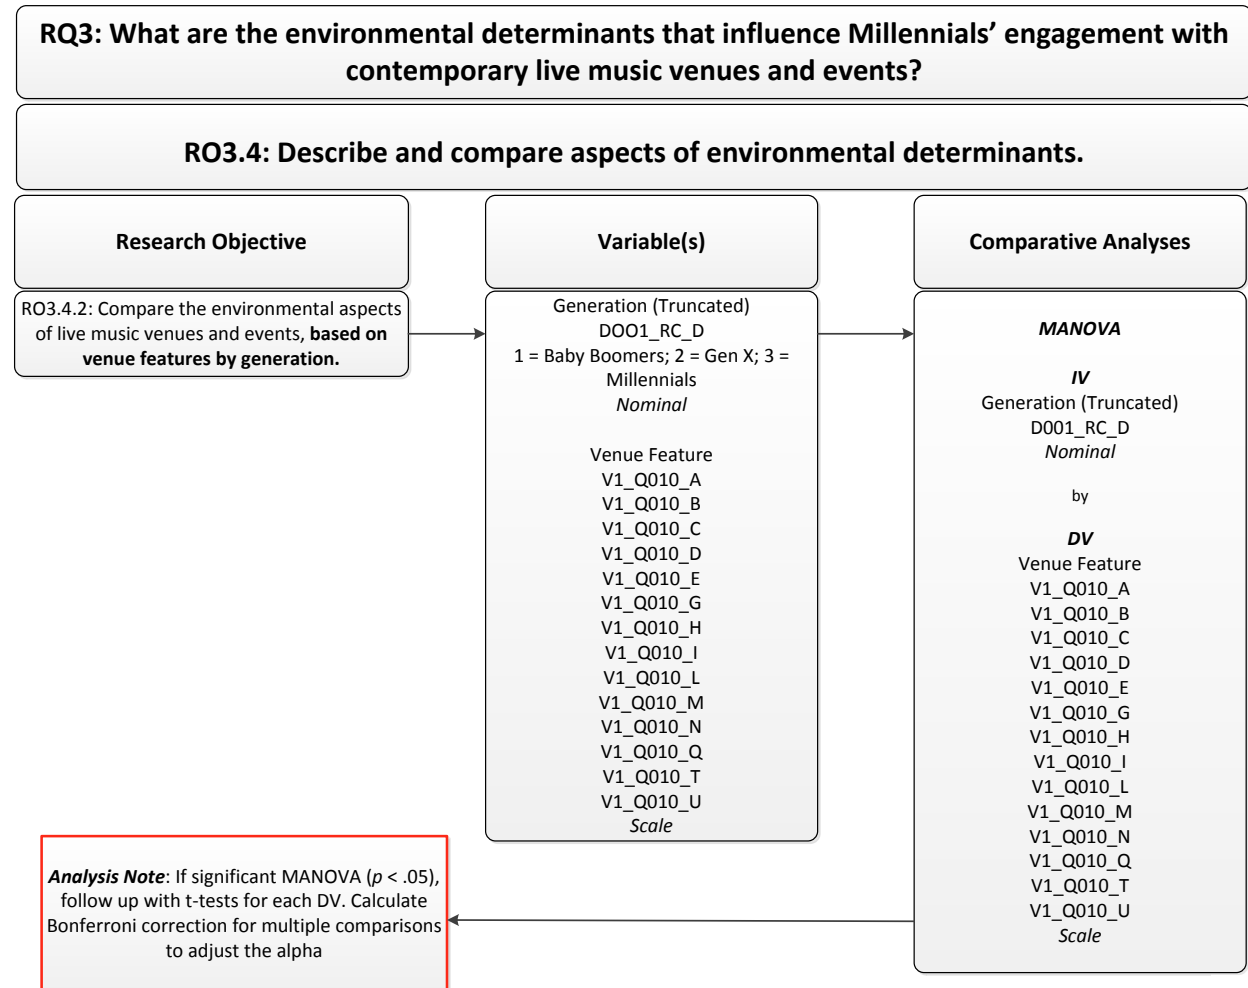 RQ3: What are the environmental determinants that influence Millennials’ engagement with
contemporary live music venues and events?
RO3.4: Describe and compare aspects of environmental determinants.
Research Objective
Variable(s)
Comparative Analyses
RO3.4.2: Compare the environmental aspects
of live music venues and events, based on
venue features by generation.
Generation (Truncated)
DOO1_RC_D
1 = Baby Boomers; 2 = Gen X; 3 =
Millennials
Nominal
Venue Feature
V1_Q010_A
V1_Q010_B
V1_Q010_C
V1_Q010_D
V1_Q010_E
V1_Q010_G
V1_Q010_H
V1_Q010_I
V1_Q010_L
V1_Q010_M
V1_Q010_N
V1_Q010_Q
V1_Q010_T
V1_Q010_U
Scale
MANOVA
IV
Generation (Truncated)
D001_RC_D
Nominal
by
DV
Venue Feature
V1_Q010_A
V1_Q010_B
V1_Q010_C
V1_Q010_D
V1_Q010_E
V1_Q010_G
V1_Q010_H
V1_Q010_I
V1_Q010_L
V1_Q010_M
V1_Q010_N
V1_Q010_Q
V1_Q010_T
V1_Q010_U
Scale
Analysis Note: If significant MANOVA (p < .05),
follow up with t-tests for each DV. Calculate
Bonferroni correction for multiple comparisons
to adjust the alpha